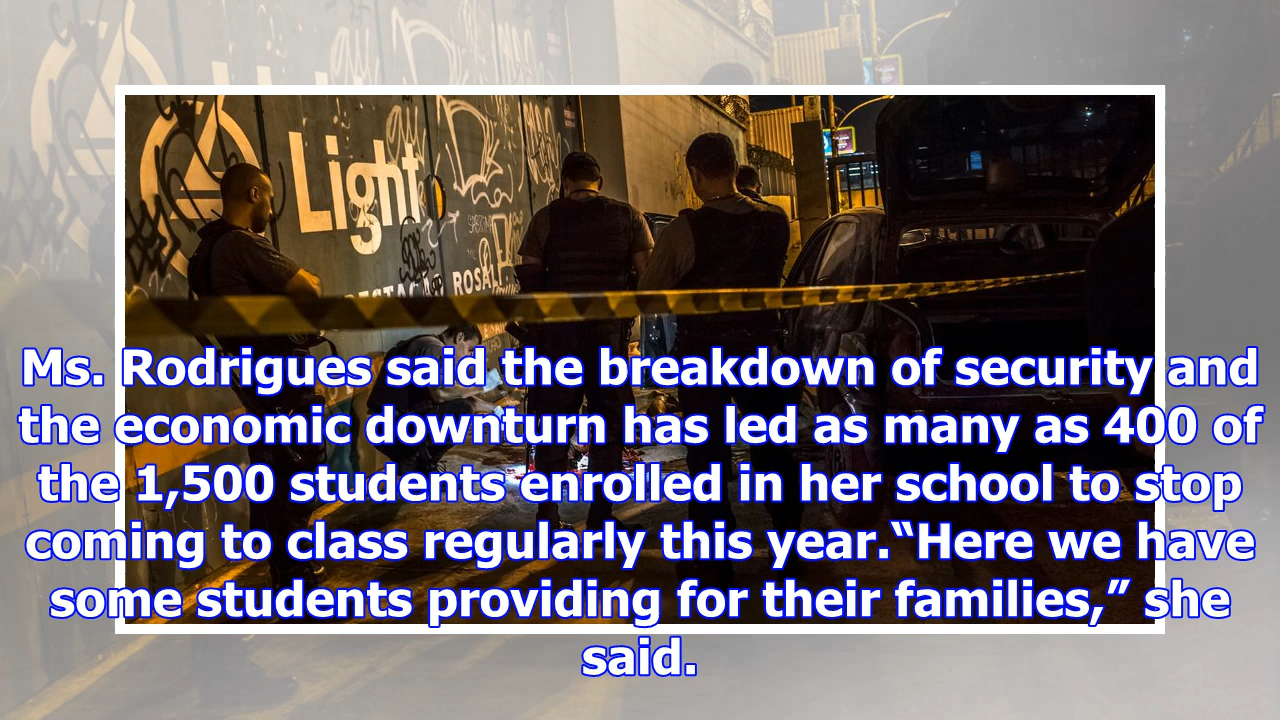 Light
ROSALI
Ms. Rodrigues said the breakdown of security and
the economic downturn has led as many as 400 of
the 1,500 students enrolled in her school to stop
coming to class regularly this year.“Here we have
some students providing for their families,” she
said.